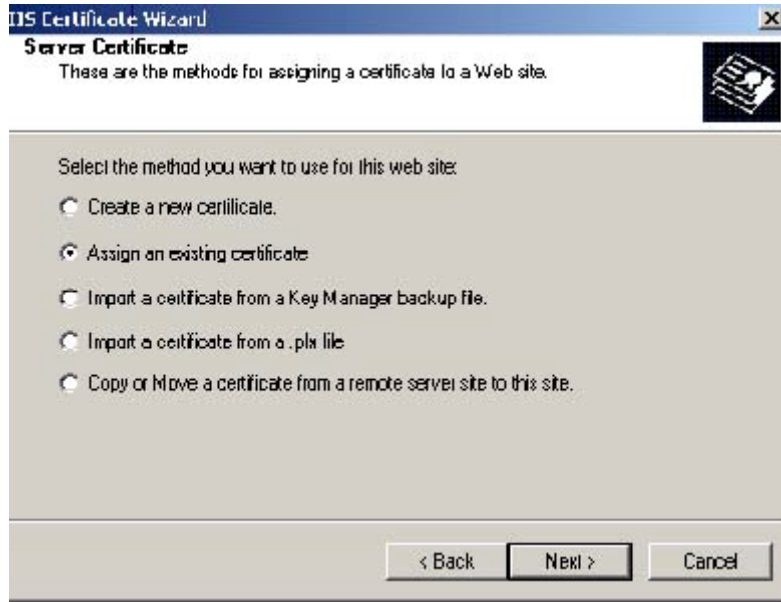 IIS Certificate Wizard
Server Certificate
These are the methods for assigning a certificate to a Web site.
Select the method you want to use for this web site:
Create a new certificate.
Assign an existing certificate
Import a certificate from a Key Manager backup file.
Import a certificate from a .pfx file
Copy or Move a certificate from a remote server site to this site.
< Back
Next >
Cancel